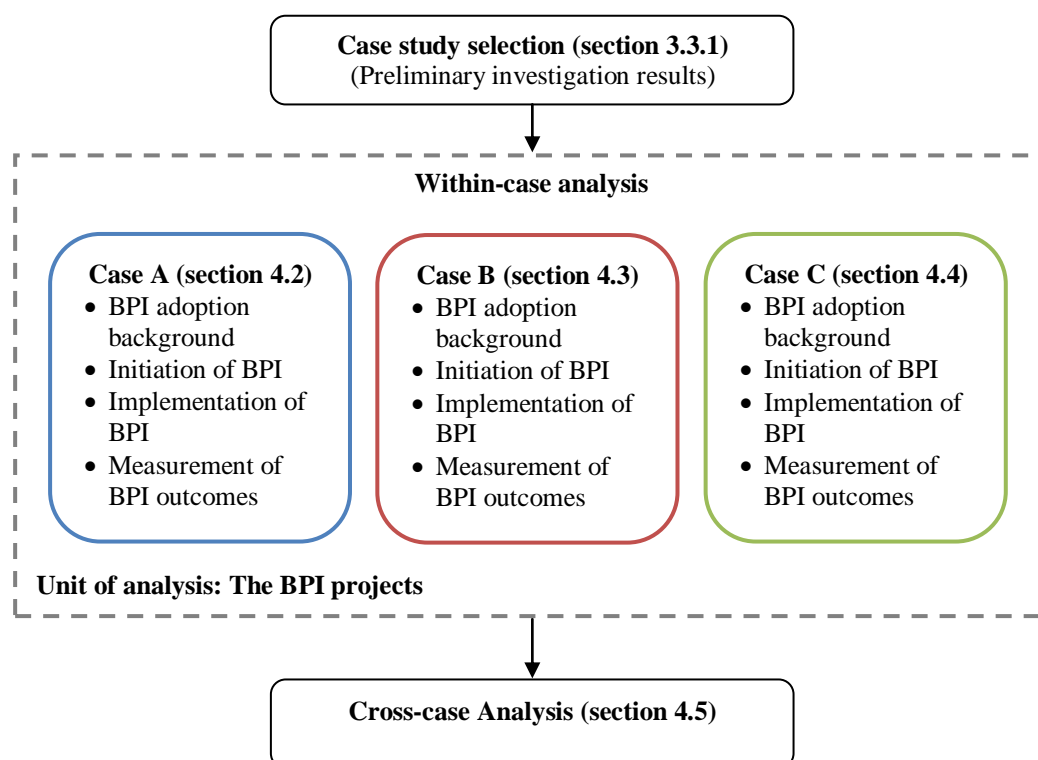 Case study selection (section 3.3.1)
(Preliminary investigation results)
Within-case analysis
Case A (section 4.2)
• BPI adoption
background
• Initiation of BPI
• Implementation of
BPI
• Measurement of
BPI outcomes
Case B (section 4.3)
• BPI adoption
background
• Initiation of BPI
• Implementation of
BPI
• Measurement of
BPI outcomes
Case C (section 4.4)
• BPI adoption
background
• Initiation of BPI
• Implementation of
BPI
• Measurement of
BPI outcomes
Unit of analysis: The BPI projects
Cross-case Analysis (section 4.5)